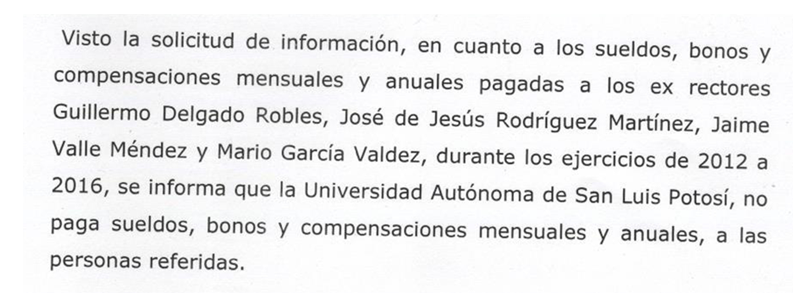 Visto la solicitud de información, en cuanto a los sueldos, bonos y
compensaciones mensuales y anuales pagadas a los ex rectores
Guillermo Delgado Robles, José de Jesús Rodríguez Martínez, Jaime
Valle Méndez y Mario García Valdez, durante los ejercicios de 2012 a
2016, se informa que la Universidad Autónoma de San Luis Potosí, no
paga sueldos, bonos y compensaciones mensuales y anuales, a las
personas referidas.